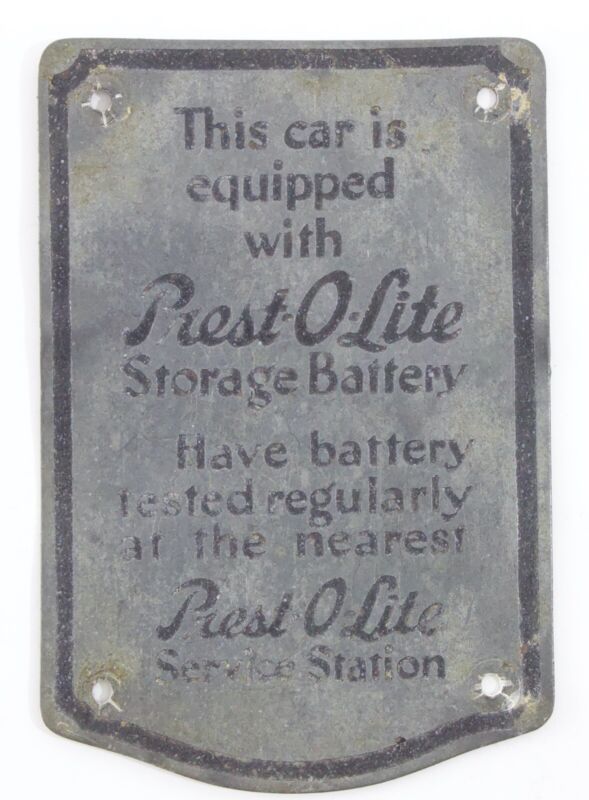 This car is
equipped
with
Prest-O-Lite
Storage Battery
Have battery
tested regularly
at the nearest
Prest-O-Lite
Service Station